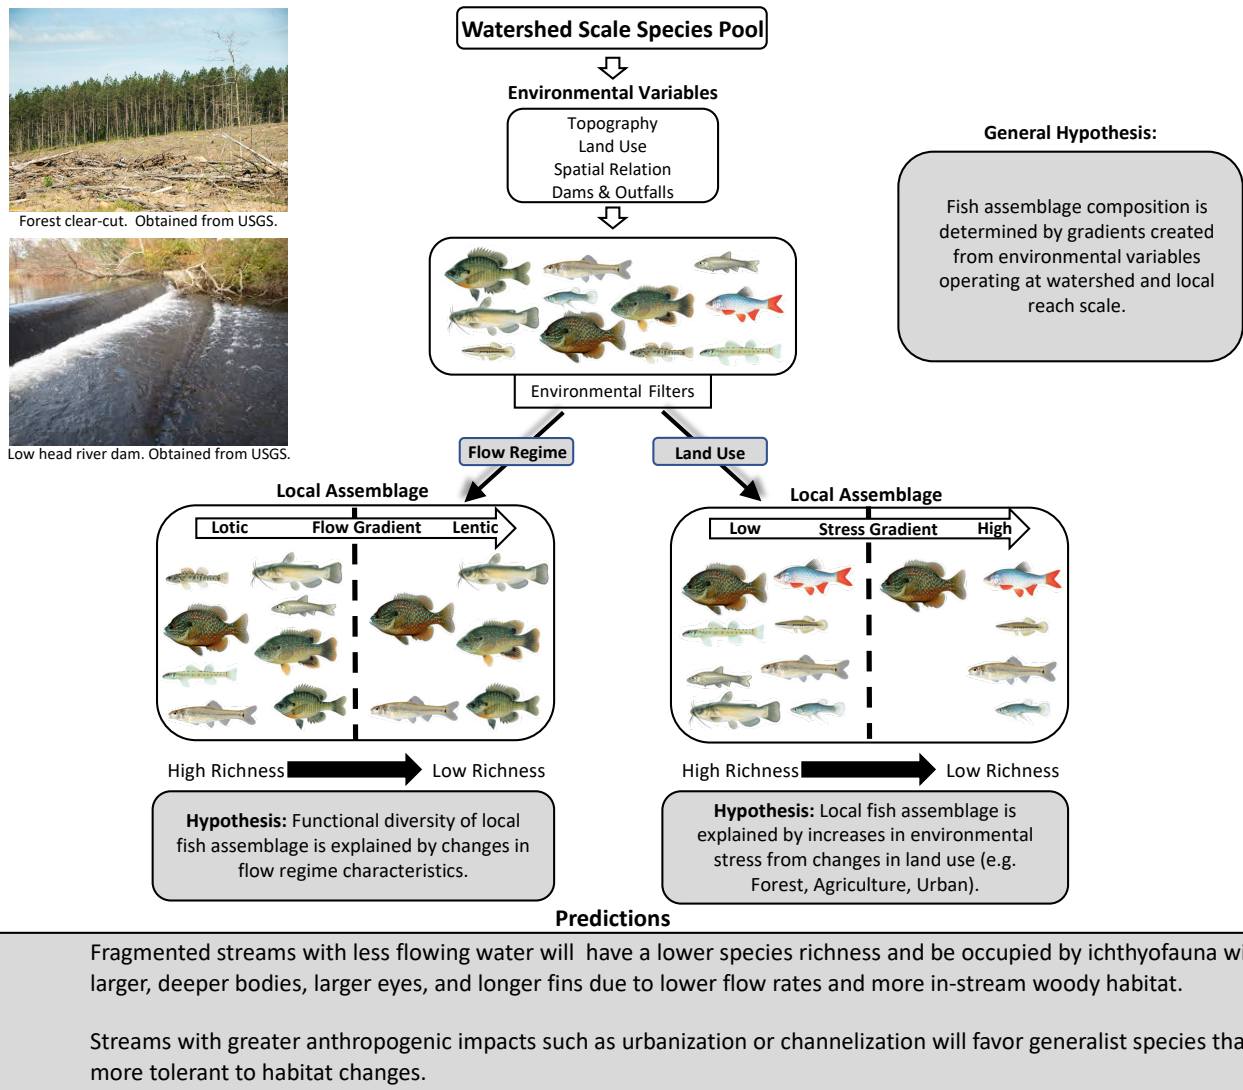 Watershed Scale Species Pool
Environmental Variables
Topography
Land Use
Spatial Relation
Dams & Outfalls
General Hypothesis:
Fish assemblage composition is
determined by gradients created
from environmental variables
operating at watershed and local
reach scale.
Forest clear-cut.  Obtained from USGS.
Low head river dam. Obtained from USGS.
Environmental Filters
Flow Regime
Land Use
Local Assemblage
Lotic Flow Gradient Lentic
High Richness Low Richness
Hypothesis: Functional diversity of local
fish assemblage is explained by changes in
flow regime characteristics.
Local Assemblage
Low Stress Gradient High
High Richness Low Richness
Hypothesis: Local fish assemblage is
explained by increases in environmental
stress from changes in land use (e.g.
Forest, Agriculture, Urban).
Predictions
Fragmented streams with less flowing water will  have a lower species richness and be occupied by ichthyofauna
larger, deeper bodies, larger eyes, and longer fins due to lower flow rates and more in-stream woody habitat.
Streams with greater anthropogenic impacts such as urbanization or channelization will favor generalist species
more tolerant to habitat changes.